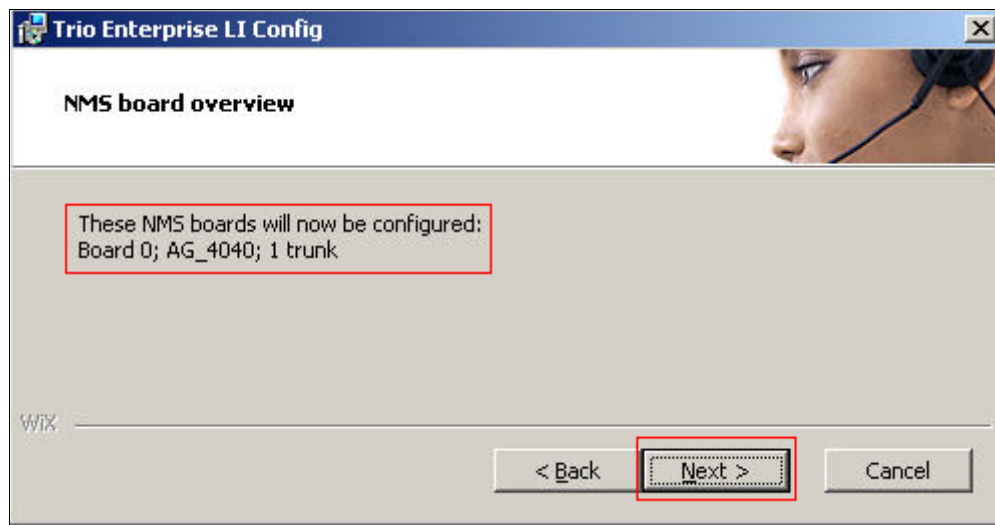 Trio Enterprise LI Config
NMS board overview
These NMS boards will now be configured:
Board 0; AG_4040; 1 trunk
WiX
< Back Next > Cancel